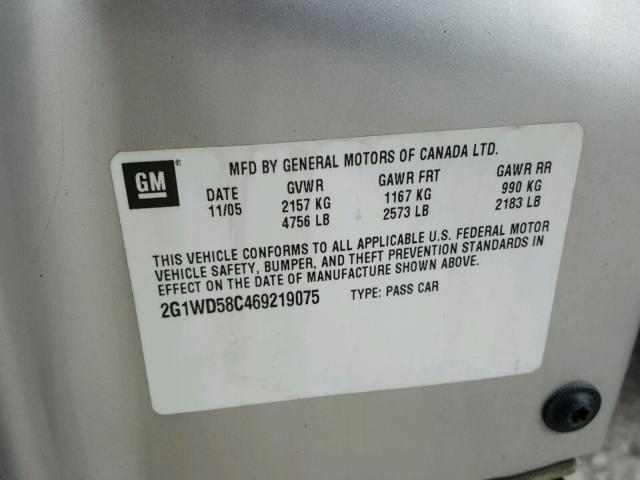 GM ®
MFD BY GENERAL MOTORS OF CANADA LTD.
DATE GVWR GAWR FRT GAWR RR
11/05 2157 KG 1167 KG 990 KG
4756 LB 2573 LB 2183 LB
THIS VEHICLE CONFORMS TO ALL APPLICABLE U.S. FEDERAL MOTOR
VEHICLE SAFETY, BUMPER, AND THEFT PREVENTION STANDARDS IN
EFFECT ON THE DATE OF MANUFACTURE SHOWN ABOVE.
2G1WD58C469219075 TYPE: PASS CAR